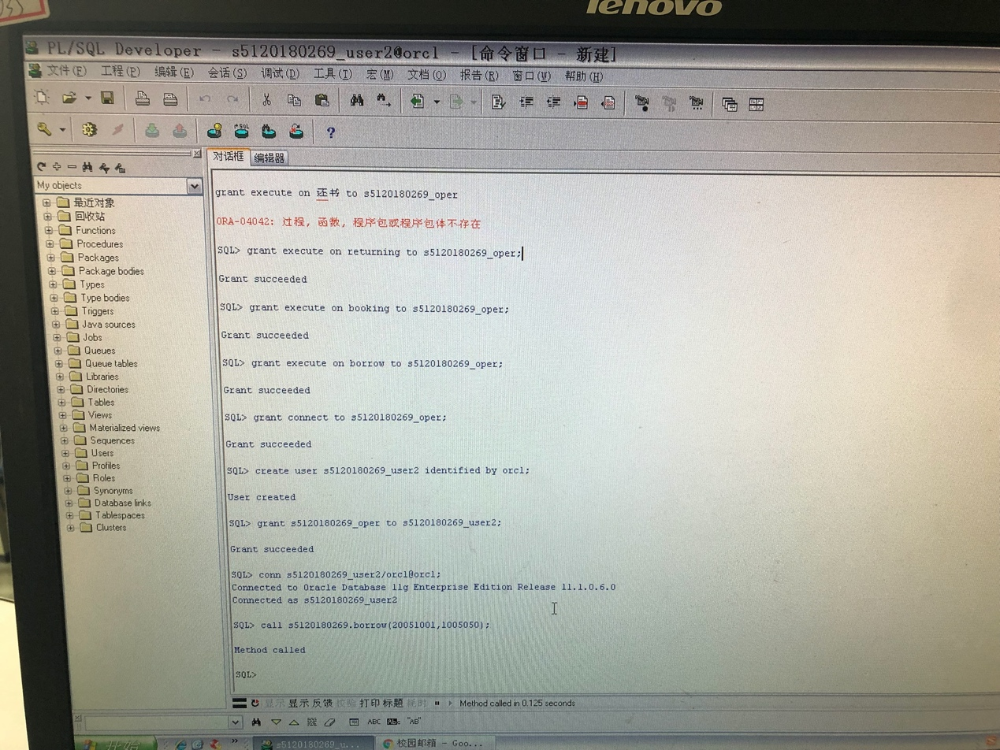 lenovo
PL/SQL Developer - s5120180269_user2@orcl - [命令窗口 - 新建]
文件(F) 工程(P) 编辑(E) 会话(S) 调试(D) 工具(T) 宏(M) 文档(O) 报告(R) 窗口(W) 帮助(H)
对话框 编辑器
My objects
最近对象
回收站
Functions
Procedures
Packages
Package bodies
Types
Type bodies
Triggers
Java sources
Jobs
Queues
Queue tables
Libraries
Directories
Tables
Views
Materialized views
Sequences
Users
Profiles
Roles
Synonyms
Database links
Tablespaces
Clusters
grant execute on 还书 to s5120180269_oper
ORA-04042: 过程, 函数, 程序包或程序包体不存在
SQL> grant execute on returning to s5120180269_oper;
Grant succeeded
SQL> grant execute on booking to s5120180269_oper;
Grant succeeded
SQL> grant execute on borrow to s5120180269_oper;
Grant succeeded
SQL> grant connect to s5120180269_oper;
Grant succeeded
SQL> create user s5120180269_user2 identified by orcl;
User created
SQL> grant s5120180269_oper to s5120180269_user2;
Grant succeeded
SQL> conn s5120180269_user2/orcl@orcl;
Connected to Oracle Database 11g Enterprise Edition Release 11.1.0.6.0
Connected as s5120180269_user2
SQL> call s5120180269.borrow(20051001,1005050);
Method called
SQL>
显示 显示 反馈 校验 打印 标题 耗时 Method called in 0.125 seconds
ABC ABc "AB"
开始 s5120180269_u... 校园邮箱 - Goo...